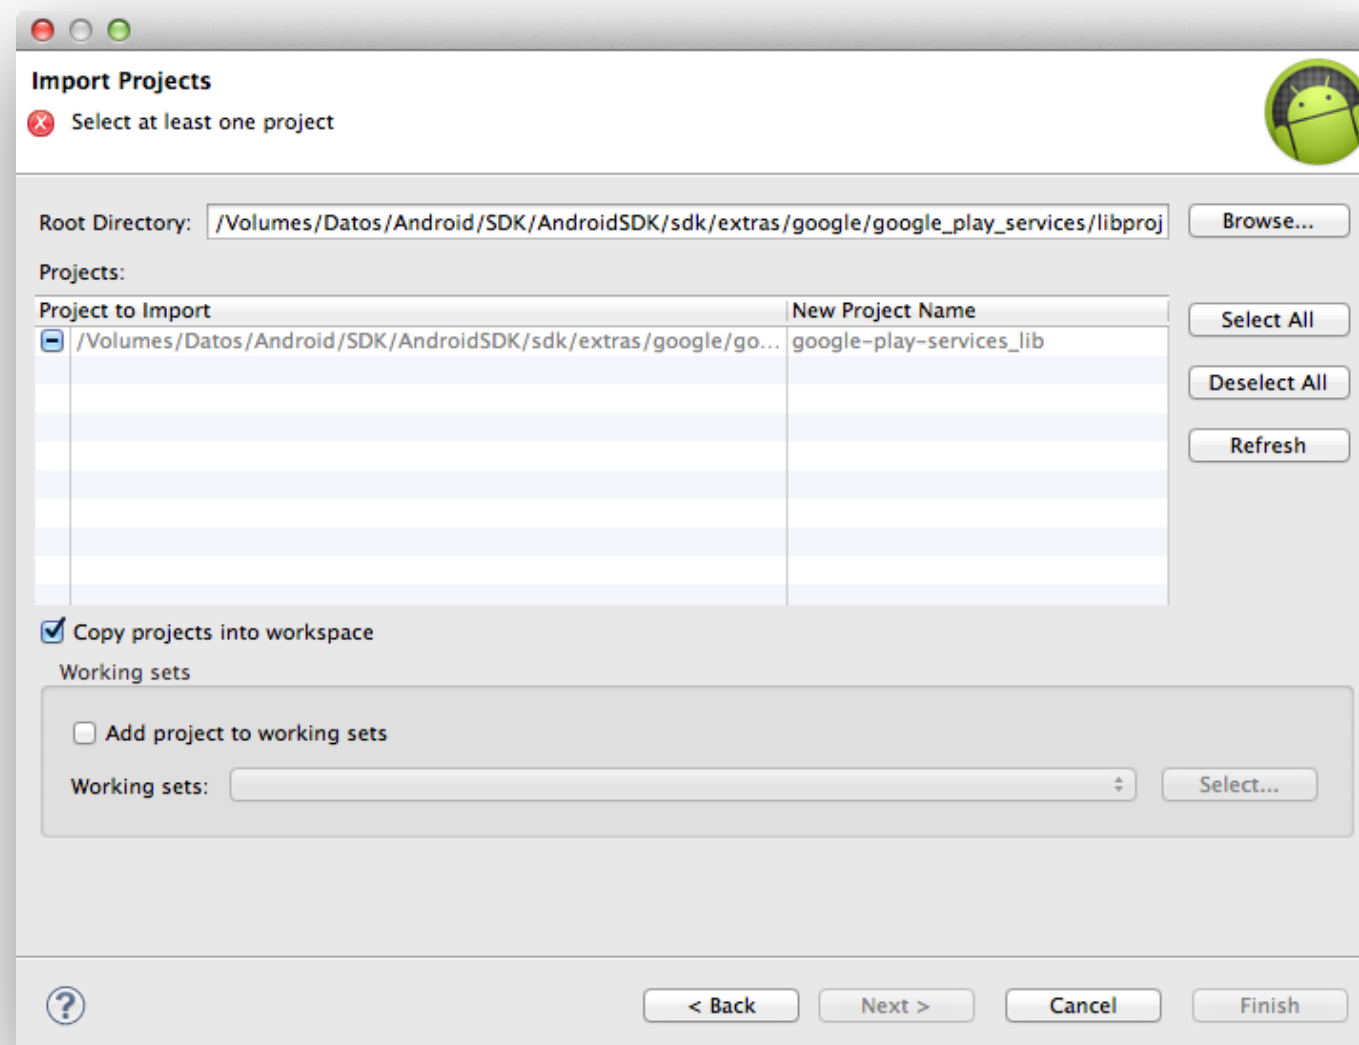 Import Projects
Select at least one project
Root Directory: /Volumes/Datos/Android/SDK/AndroidSDK/sdk/extras/google/google_play_services/libproj Browse...
Projects:
Project to Import New Project Name
/Volumes/Datos/Android/SDK/AndroidSDK/sdk/extras/google/go... google-play-services_lib
Select All
Deselect All
Refresh
Copy projects into workspace
Working sets
Add project to working sets
Working sets: Select...
? < Back Next > Cancel Finish